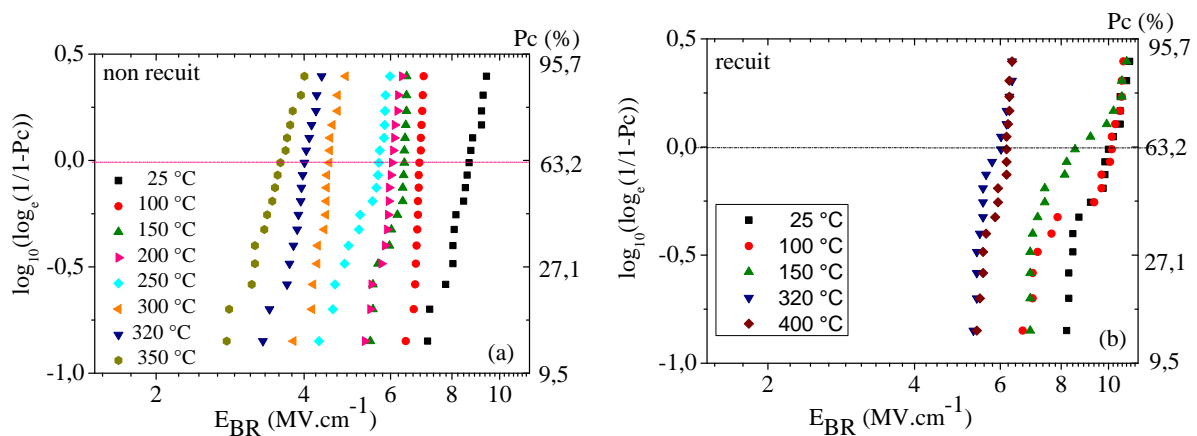 Pc (%)
0,5
non recuit
95,7
0,0
63,2
-0,5
27,1
-1,0
9,5
log10(loge(1/1-Pc))
25 °C
100 °C
150 °C
200 °C
250 °C
300 °C
320 °C
350 °C
(a)
2
4
6
8
10
EBR (MV.cm-1)
Pc (%)
0,5
recuit
95,7
0,0
63,2
-0,5
27,1
-1,0
9,5
log10(loge(1/1-Pc))
25 °C
100 °C
150 °C
320 °C
400 °C
(b)
2
4
6
8
10
EBR (MV.cm-1)